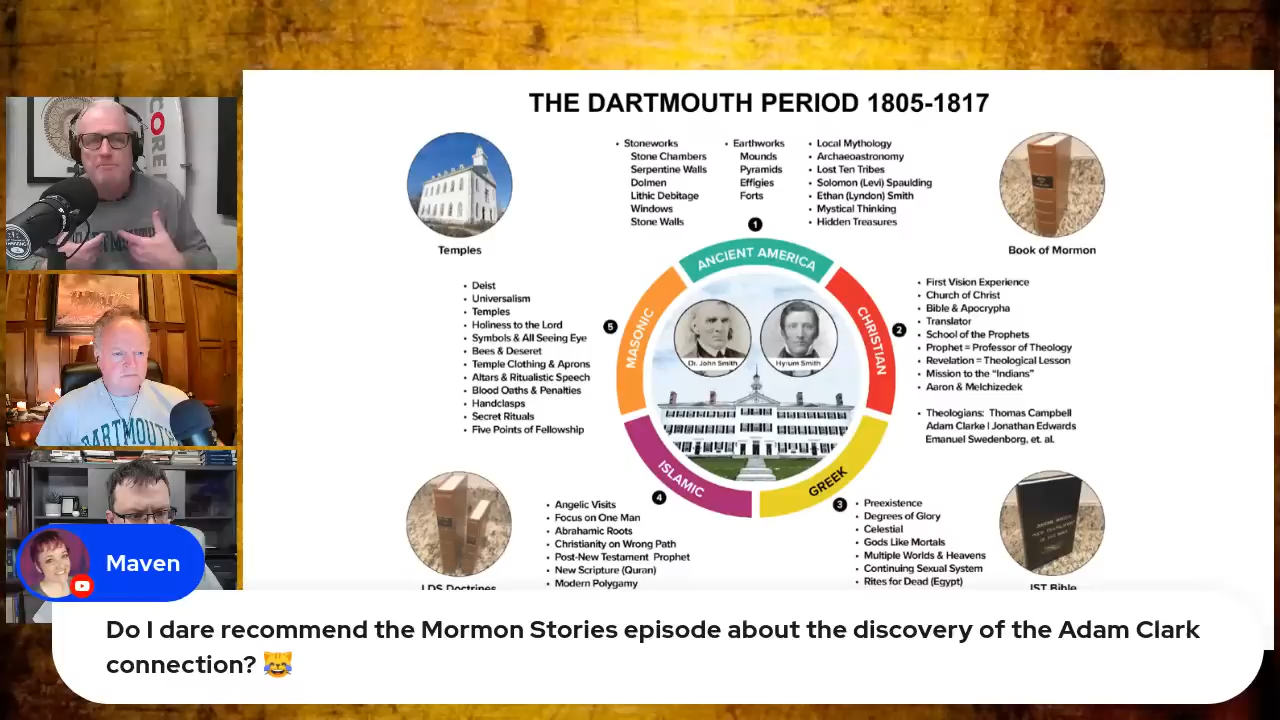 THE DARTMOUTH PERIOD 1805-1817
• Stoneworks
Stone Chambers
Serpentine Walls
Dolmen
Lithic Debitage
Windows
Stone Walls
• Earthworks
Mounds
Pyramids
Effigies
Forts
• Local Mythology
• Archaeoastronomy
• Lost Ten Tribes
• Solomon (Levi) Spaulding
• Ethan (Lyndon) Smith
• Mystical Thinking
• Hidden Treasures
Temples
Book of Mormon
1
ANCIENT AMERICA
2
CHRISTIAN
• First Vision Experience
• Church of Christ
• Bible & Apocrypha
• Translator
• School of the Prophets
• Prophet = Professor of Theology
• Revelation = Theological Lesson
• Mission to the "Indians"
• Aaron & Melchizedek
• Theologians: Thomas Campbell
Adam Clarke | Jonathan Edwards
Emanuel Swedenborg, et. al.
5
MASONIC
• Deist
• Universalism
• Temples
• Holiness to the Lord
• Symbols & All Seeing Eye
• Bees & Deseret
• Temple Clothing & Aprons
• Altars & Ritualistic Speech
• Blood Oaths & Penalties
• Handclasps
• Secret Rituals
• Five Points of Fellowship
Dr. John Smith
Hyrum Smith
4
ISLAMIC
• Angelic Visits
• Focus on One Man
• Abrahamic Roots
• Christianity on Wrong Path
• Post-New Testament Prophet
• New Scripture (Quran)
• Modern Polygamy
3
GREEK
• Preexistence
• Degrees of Glory
• Celestial
• Gods Like Mortals
• Multiple Worlds & Heavens
• Continuing Sexual System
• Rites for Dead (Egypt)
LDS Doctrines
JST Bible
CORE
DARTMOUTH
Maven
Do I dare recommend the Mormon Stories episode about the discovery of the Adam Clark
connection? 😹